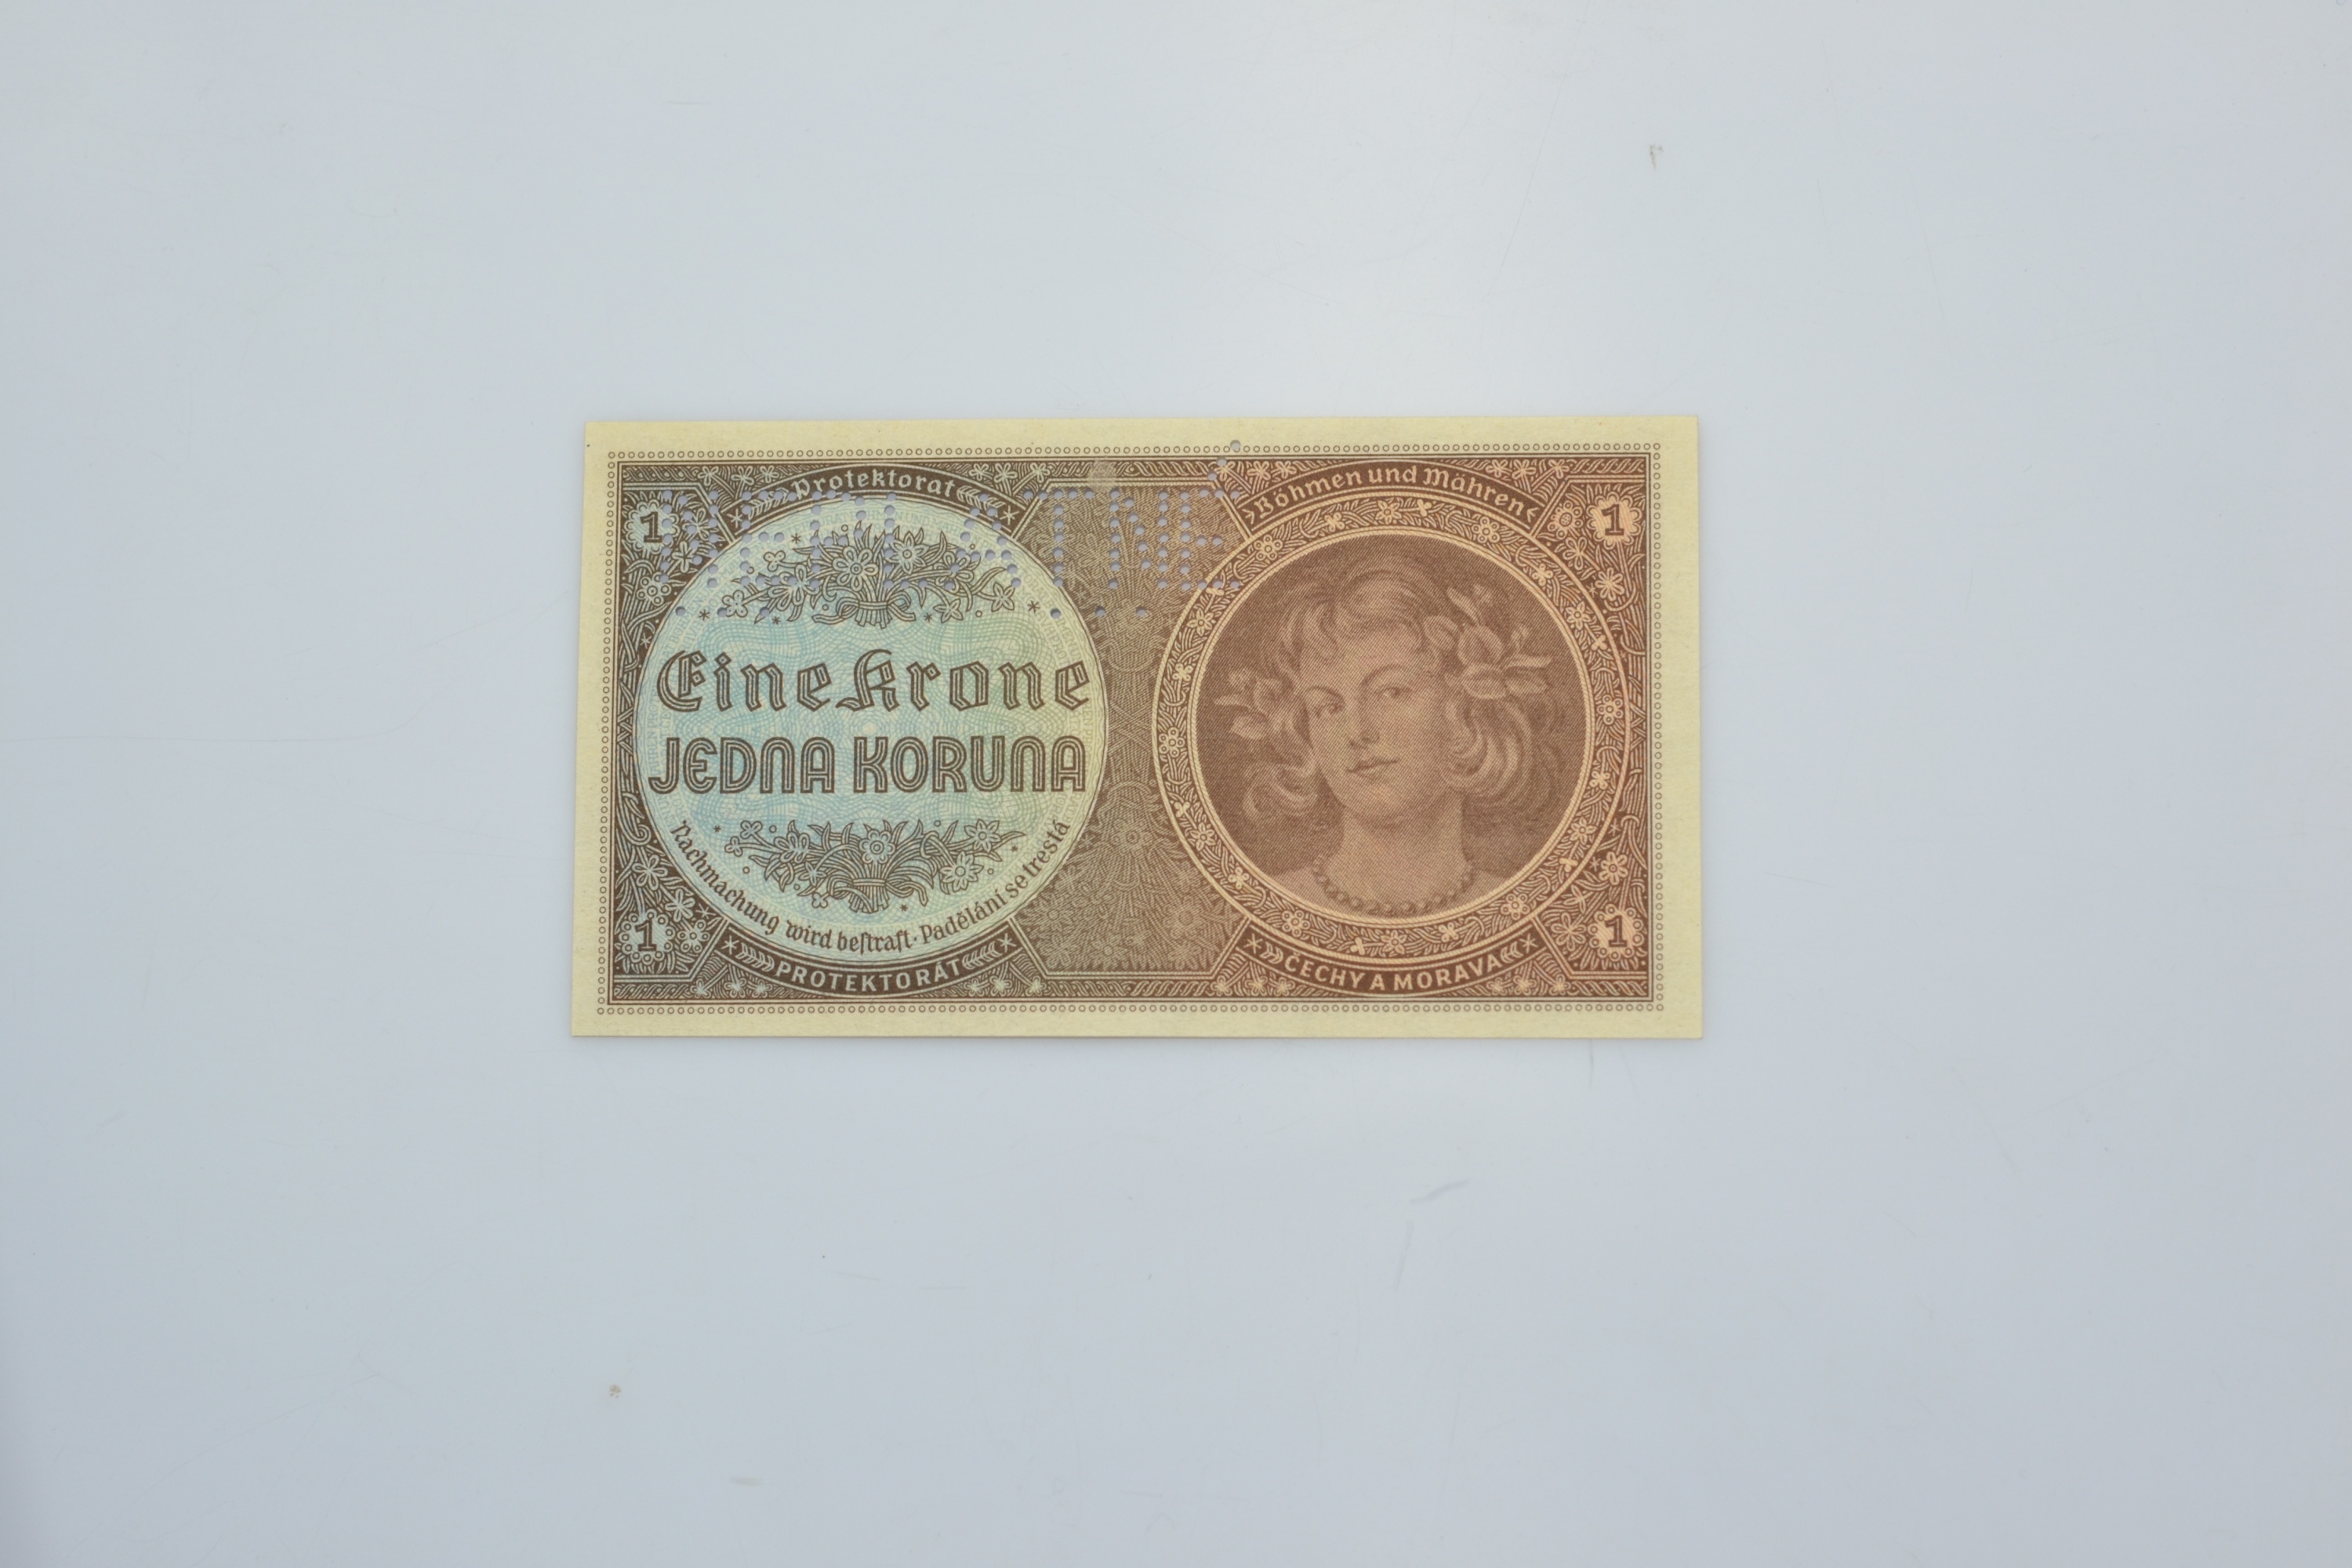 Protektorat
Böhmen und Mähren
1
1
NEPLATNÉ
Eine Krone
JEDNA KORUNA
Nachmachung wird bestraft · Padělání se trestá
1
1
PROTEKTORÁT
ČECHY A MORAVA